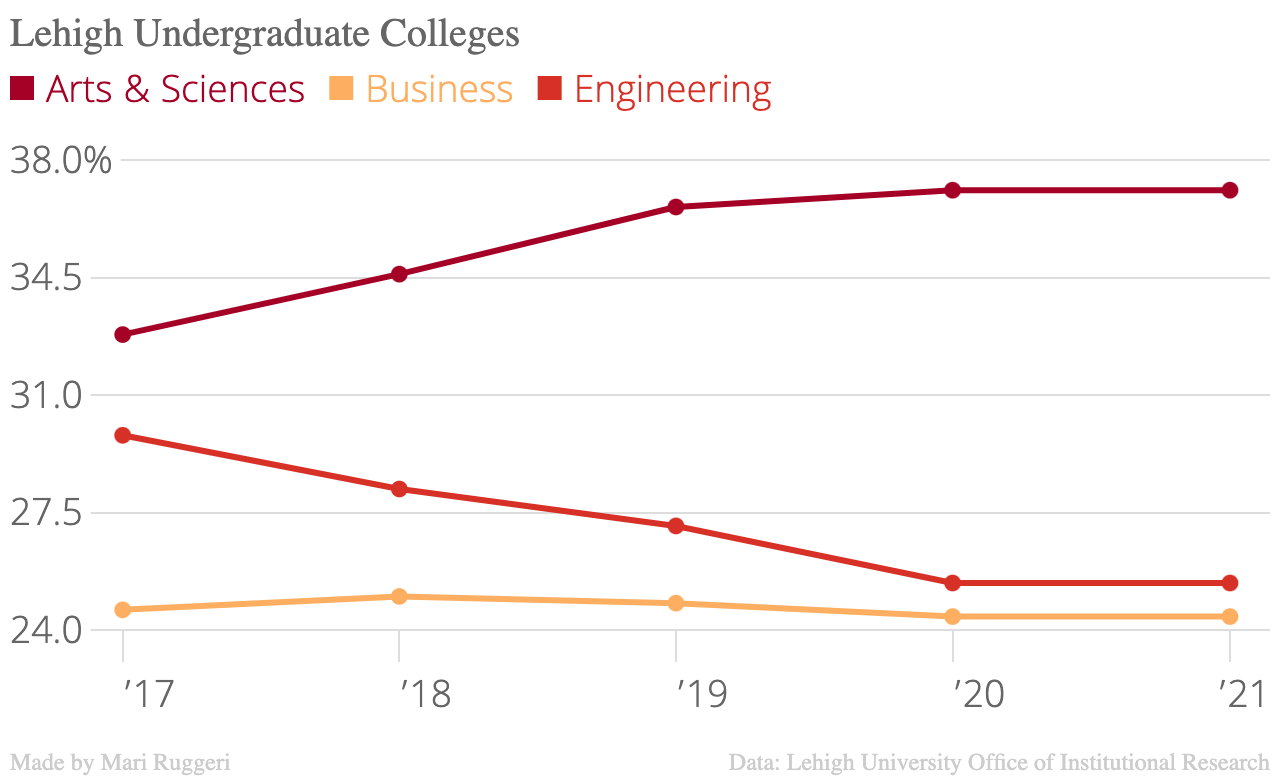 Lehigh Undergraduate Colleges
Arts & Sciences Business Engineering
38.0%
34.5
31.0
27.5
24.0
’17 ’18 ’19 ’20 ’21
Made by Mari Ruggeri Data: Lehigh University Office of Institutional Research